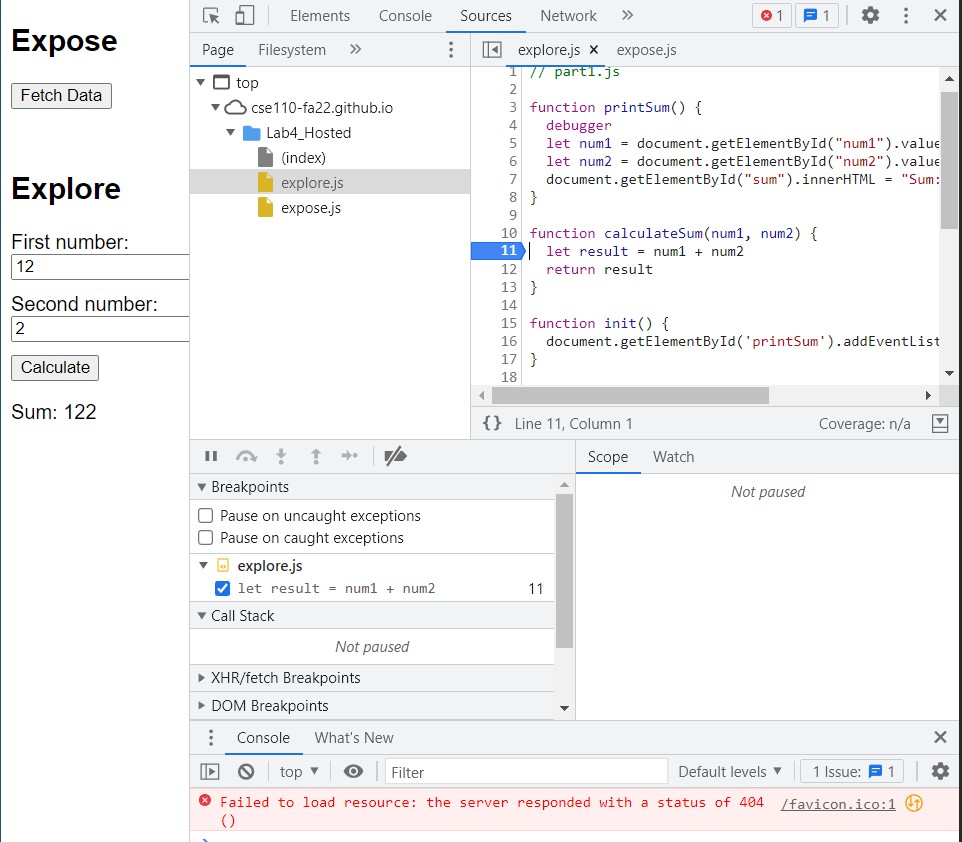 Expose
Fetch Data
Explore
First number:
12
Second number:
2
Calculate
Sum: 122
Elements Console Sources Network 1 1
Page Filesystem
top
cse110-fa22.github.io
Lab4_Hosted
(index)
explore.js
expose.js
explore.js expose.js
1 // part1.js
2
3 function printSum() {
4 debugger
5 let num1 = document.getElementById("num1").value
6 let num2 = document.getElementById("num2").value
7 document.getElementById("sum").innerHTML = "Sum:
8 }
9
10 function calculateSum(num1, num2) {
11 let result = num1 + num2
12 return result
13 }
14
15 function init() {
16 document.getElementById('printSum').addEventList
17 }
18
{} Line 11, Column 1 Coverage: n/a
Breakpoints
Pause on uncaught exceptions
Pause on caught exceptions
explore.js
let result = num1 + num2 11
Call Stack
Not paused
XHR/fetch Breakpoints
DOM Breakpoints
Scope Watch
Not paused
Console What's New
top Filter Default levels 1 Issue: 1
Failed to load resource: the server responded with a status of 404 /favicon.ico:1
()